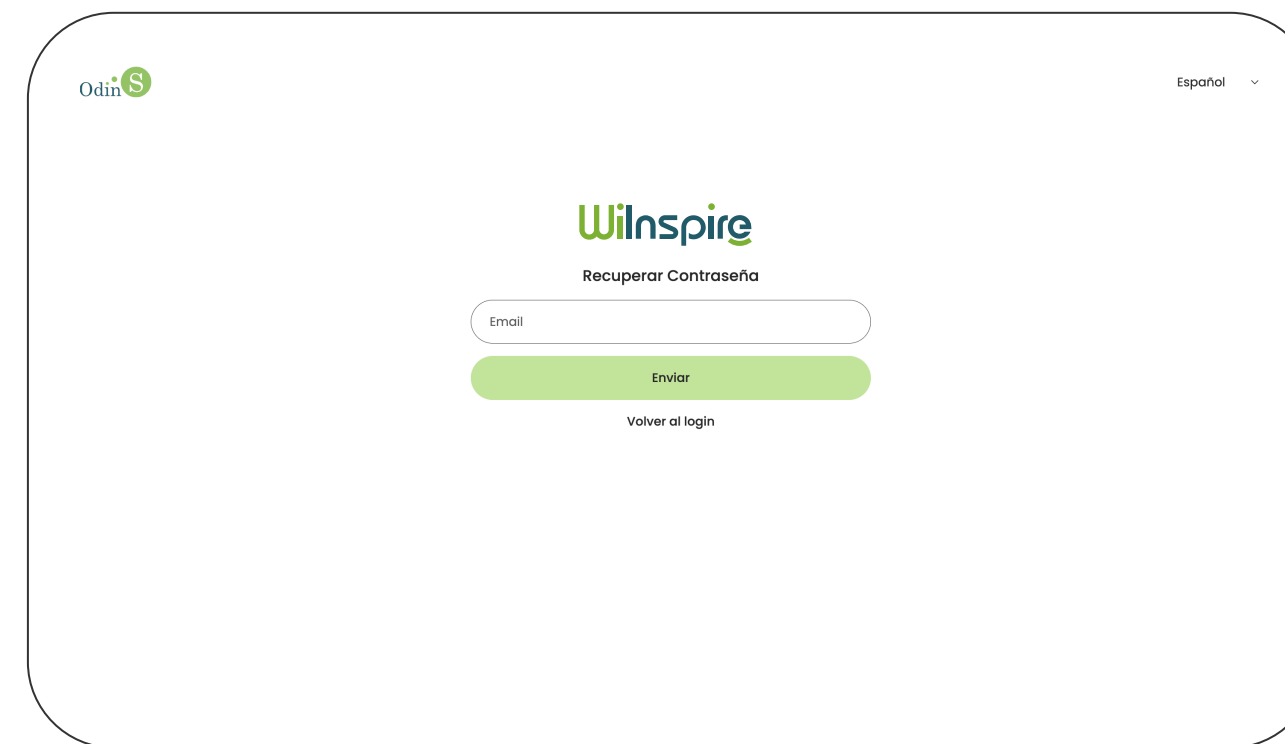 OdinS
Español
WiInspire
Recuperar Contraseña
Email
Enviar
Volver al login